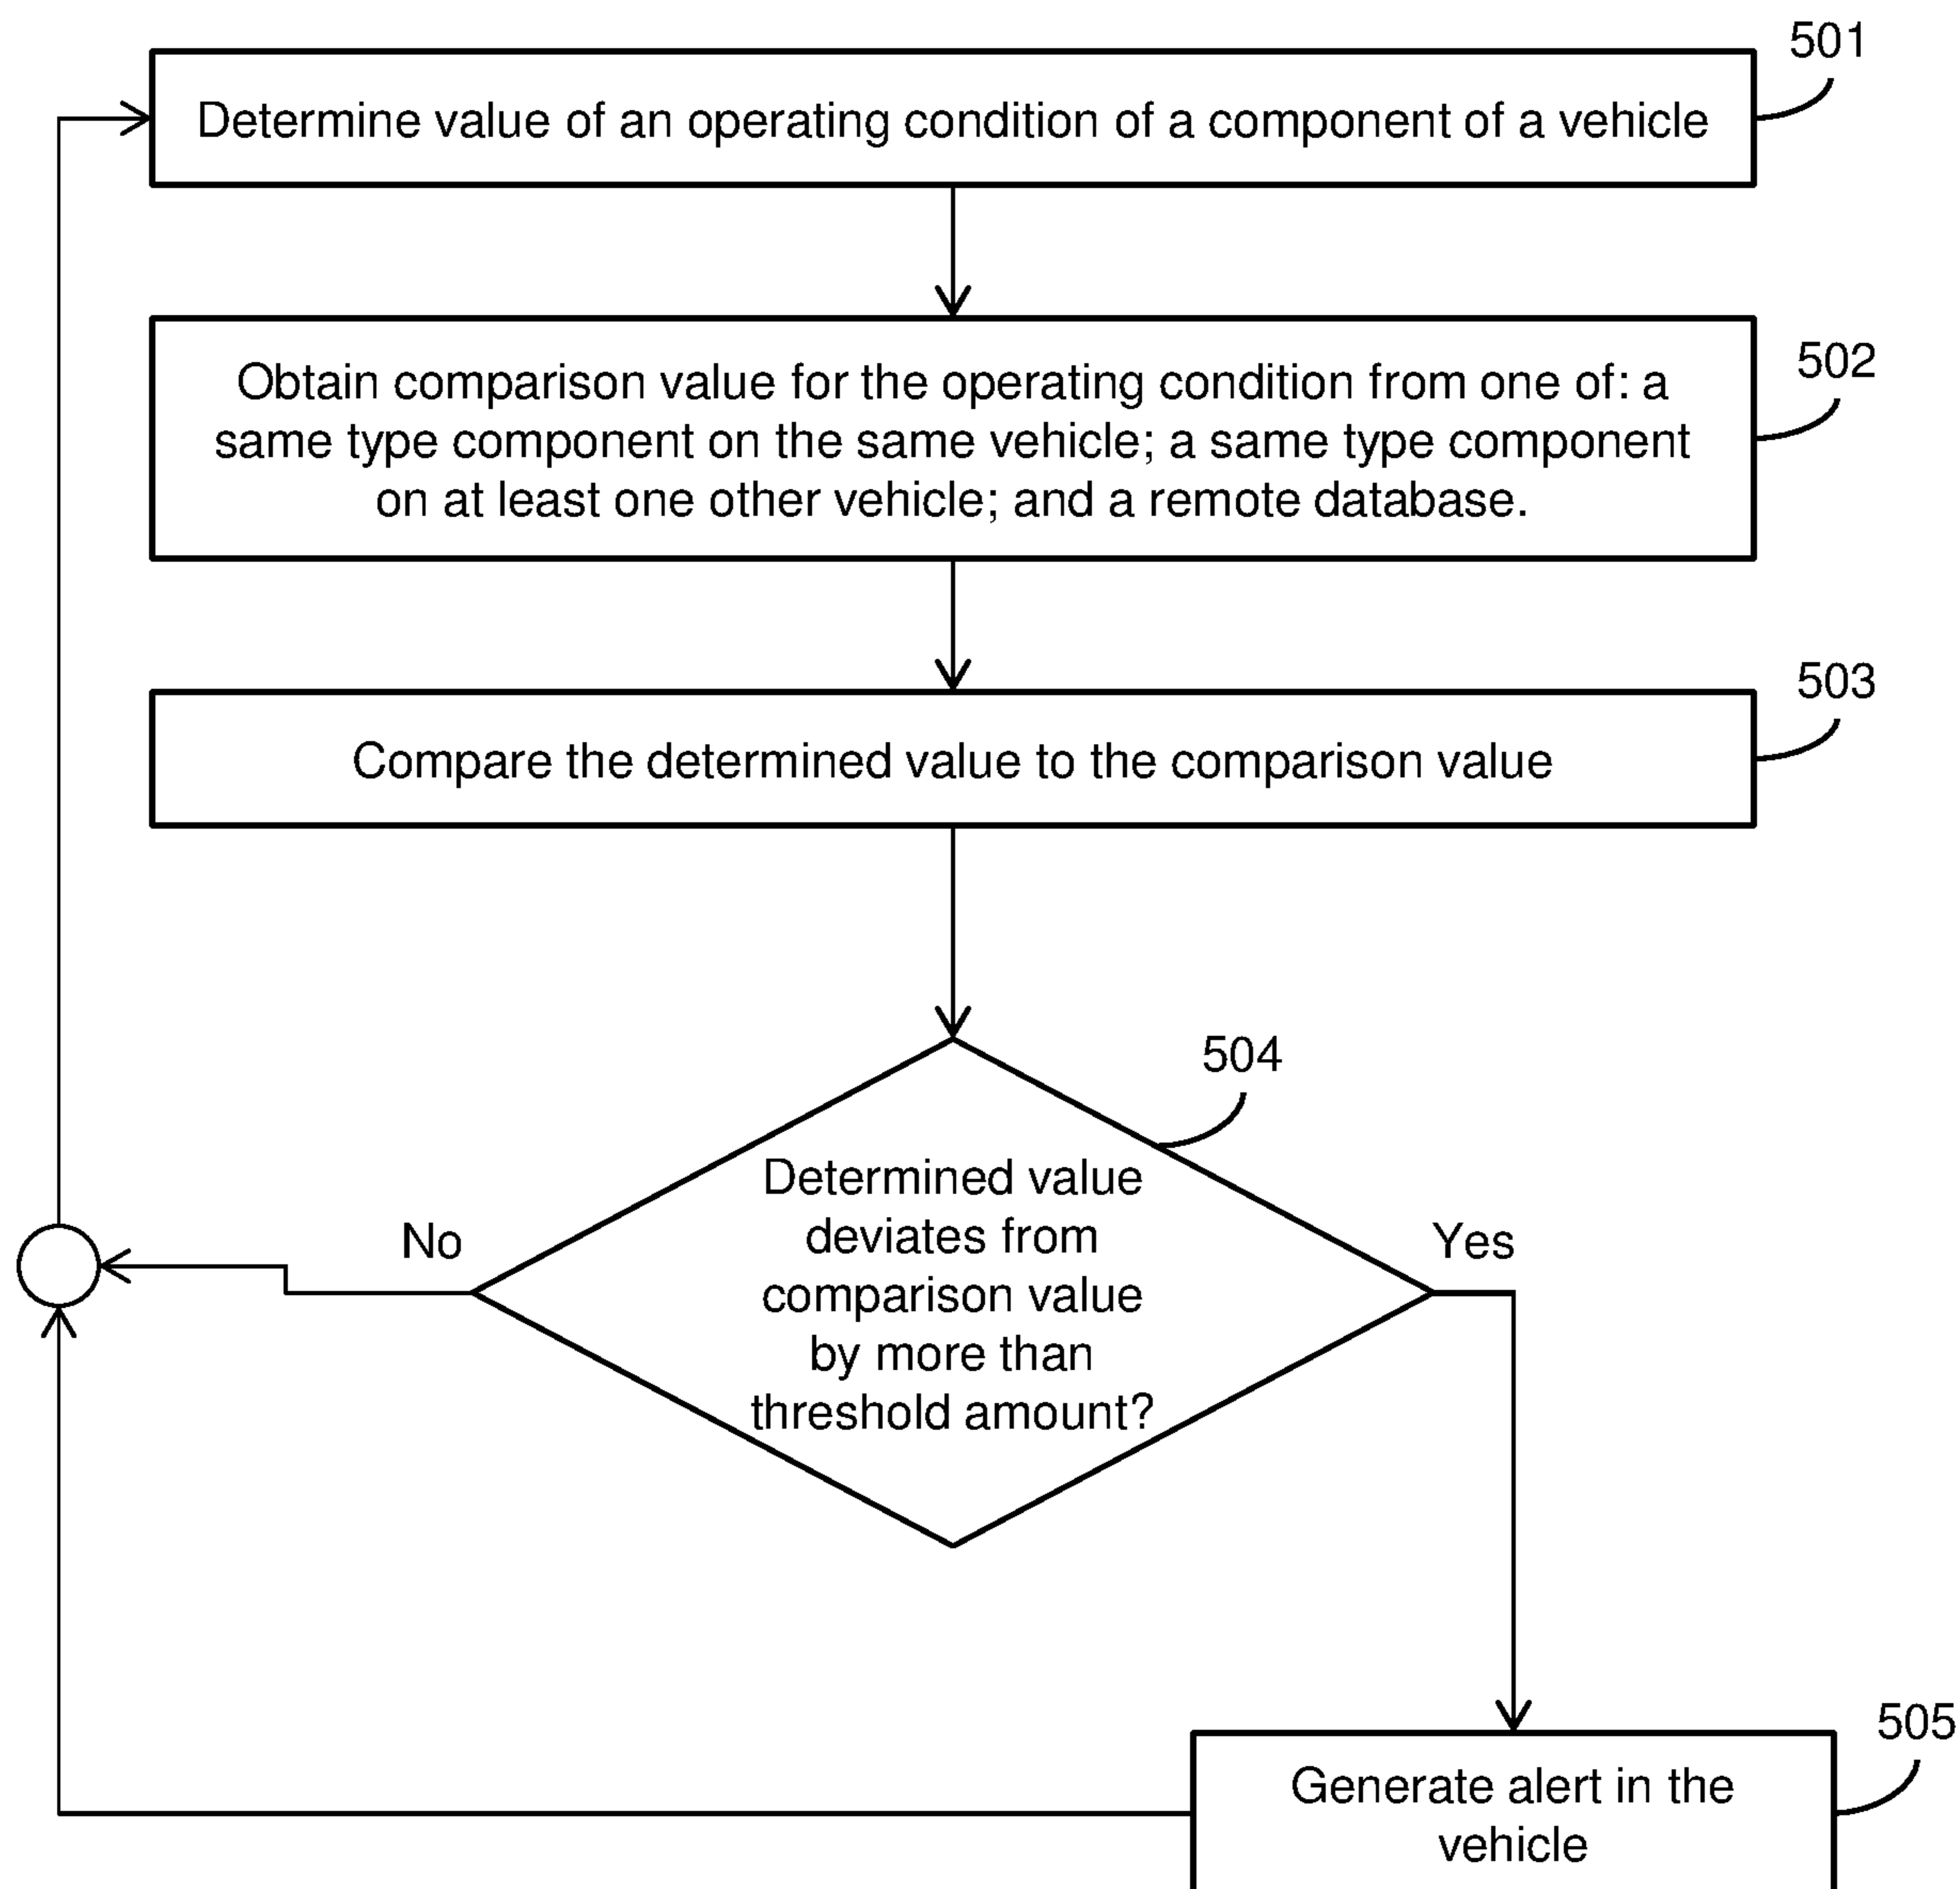 501
Determine value of an operating condition of a component of a vehicle
502
Obtain comparison value for the operating condition from one of: a
same type component on the same vehicle; a same type component
on at least one other vehicle; and a remote database.
503
Compare the determined value to the comparison value
504
Determined value
deviates from
comparison value
by more than
threshold amount?
No
Yes
505
Generate alert in the
vehicle